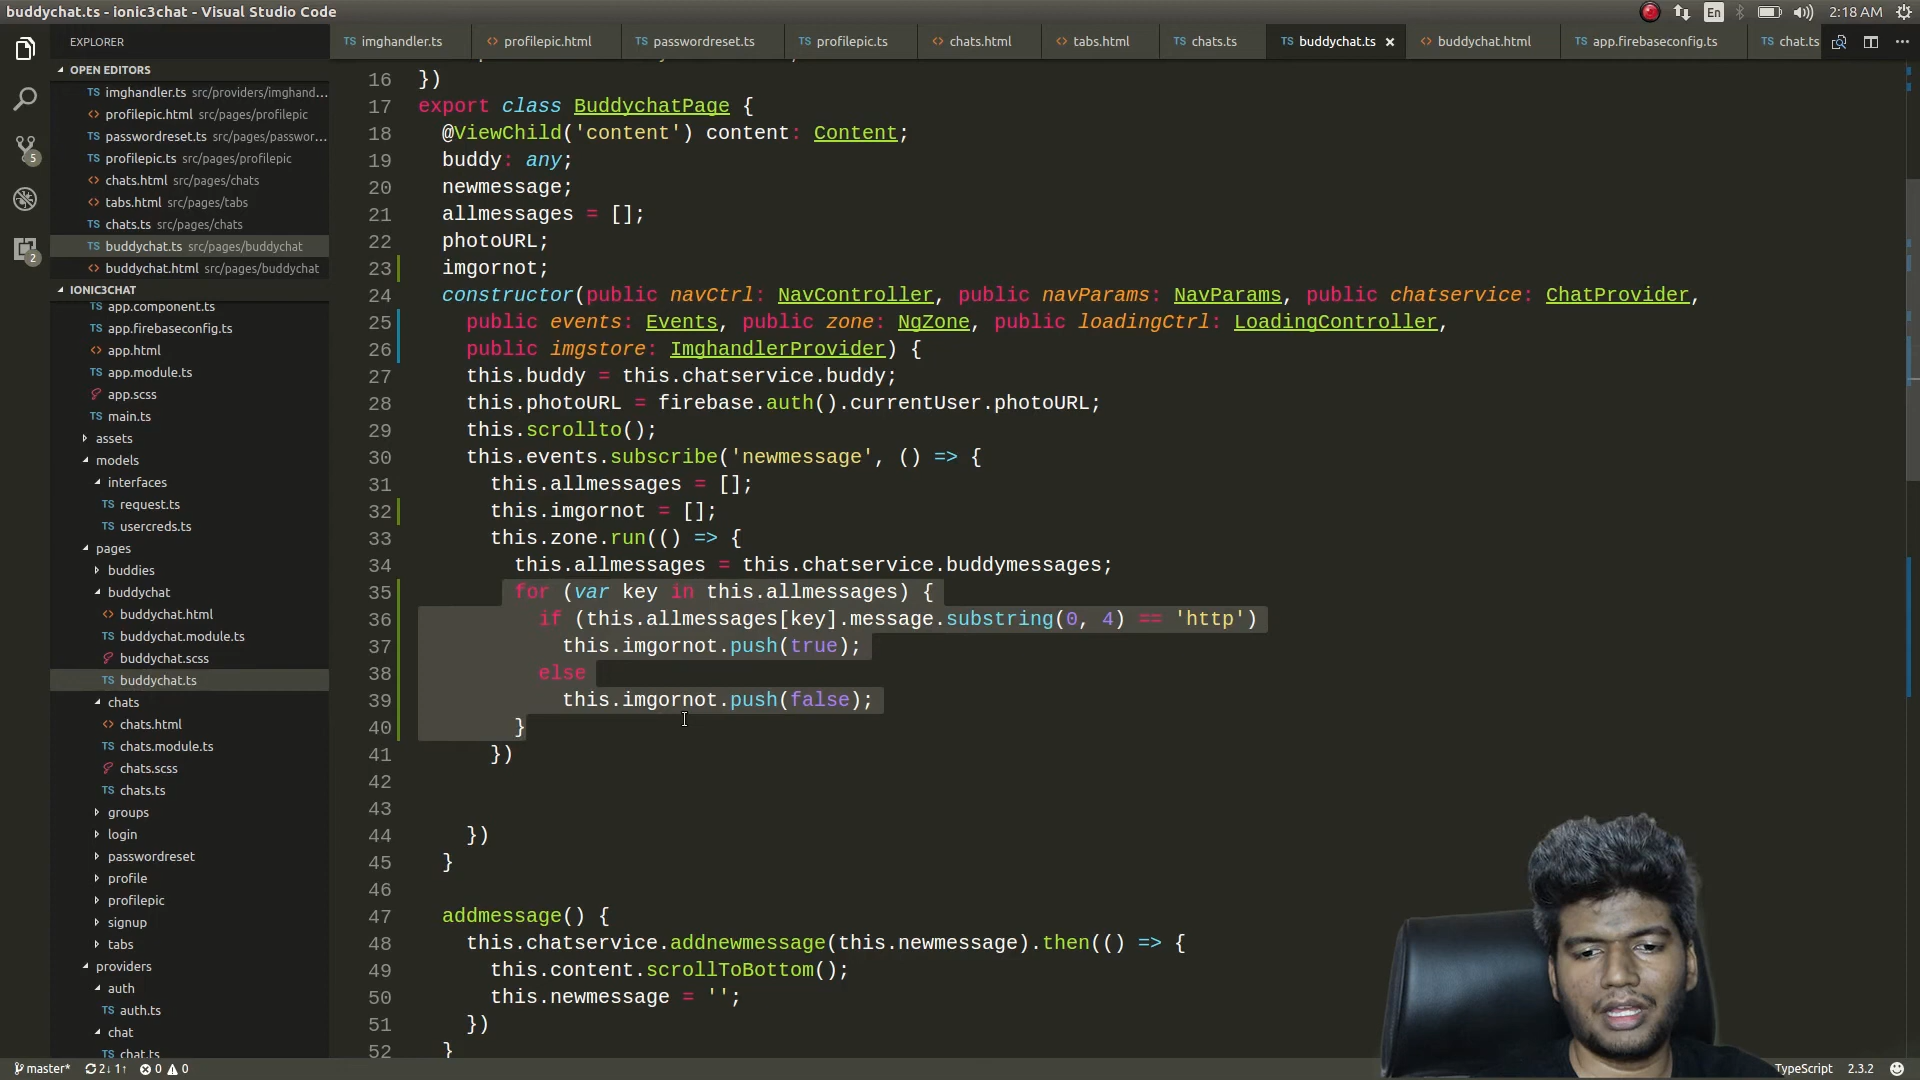 buddychat.ts - ionic3chat - Visual Studio Code
En
2:18 AM
EXPLORER
imghandler.ts
profilepic.html
passwordreset.ts
profilepic.ts
chats.html
tabs.html
chats.ts
buddychat.ts
buddychat.html
app.firebaseconfig.ts
chat.ts
OPEN EDITORS
imghandler.ts src/providers/imghand...
profilepic.html src/pages/profilepic
passwordreset.ts src/pages/passwor...
profilepic.ts src/pages/profilepic
chats.html src/pages/chats
tabs.html src/pages/tabs
chats.ts src/pages/chats
buddychat.ts src/pages/buddychat
buddychat.html src/pages/buddychat
IONIC3CHAT
app.component.ts
app.firebaseconfig.ts
app.html
app.module.ts
app.scss
main.ts
assets
models
interfaces
request.ts
usercreds.ts
pages
buddies
buddychat
buddychat.html
buddychat.module.ts
buddychat.scss
buddychat.ts
chats
chats.html
chats.module.ts
chats.scss
chats.ts
groups
login
passwordreset
profile
profilepic
signup
tabs
providers
auth
auth.ts
chat
chat.ts
5
2
16 })
17 export class BuddychatPage {
18 @ViewChild('content') content: Content;
19 buddy: any;
20 newmessage;
21 allmessages = [];
22 photoURL;
23 imgornot;
24 constructor(public navCtrl: NavController, public navParams: NavParams, public chatservice: ChatProvider,
25 public events: Events, public zone: NgZone, public loadingCtrl: LoadingController,
26 public imgstore: ImghandlerProvider) {
27 this.buddy = this.chatservice.buddy;
28 this.photoURL = firebase.auth().currentUser.photoURL;
29 this.scrollto();
30 this.events.subscribe('newmessage', () => {
31 this.allmessages = [];
32 this.imgornot = [];
33 this.zone.run(() => {
34 this.allmessages = this.chatservice.buddymessages;
35 for (var key in this.allmessages) {
36 if (this.allmessages[key].message.substring(0, 4) == 'http')
37 this.imgornot.push(true);
38 else
39 this.imgornot.push(false);
40 }
41 })
42
43
44 })
45 }
46
47 addmessage() {
48 this.chatservice.addnewmessage(this.newmessage).then(() => {
49 this.content.scrollToBottom();
50 this.newmessage = '';
51 })
52 }
master* 2↓ 1↑ 0 0
TypeScript 2.3.2